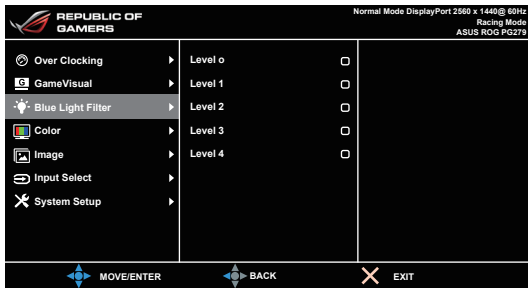 REPUBLIC OF
GAMERS
Normal Mode DisplayPort 2560 x 1440@ 60Hz
Racing Mode
ASUS ROG PG279
Over Clocking
Level o
G GameVisual
Level 1
Blue Light Filter
Level 2
Color
Level 3
Image
Level 4
Input Select
System Setup
MOVE/ENTER
BACK
EXIT